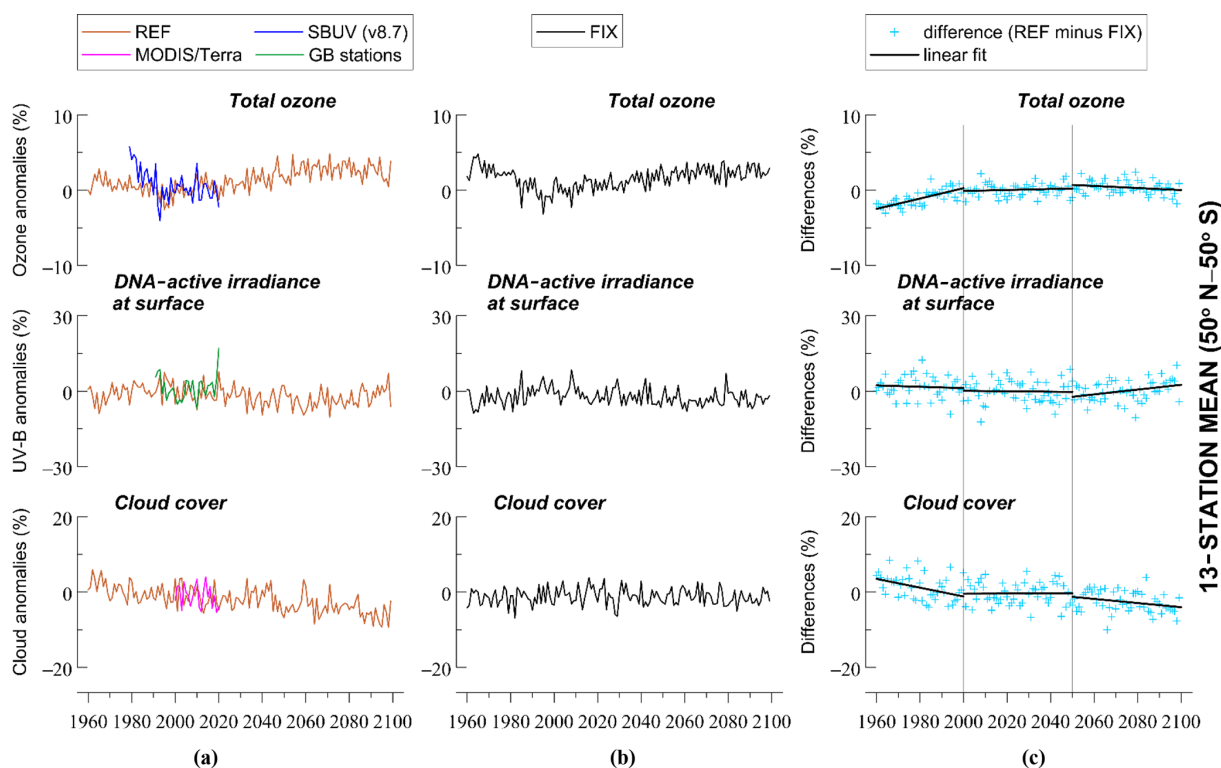 REF
SBUV (v8.7)
MODIS/Terra
GB stations
FIX
difference (REF minus FIX)
linear fit
Total ozone
Ozone anomalies (%)
10
0
−10
Total ozone
10
0
−10
Total ozone
Differences (%)
10
0
−10
DNA−active irradiance
at surface
UV-B anomalies (%)
30
0
−30
DNA−active irradiance
at surface
30
0
−30
DNA−active irradiance
at surface
Differences (%)
30
0
−30
Cloud cover
Cloud anomalies (%)
20
0
−20
Cloud cover
20
0
−20
Cloud cover
Differences (%)
20
0
−20
1960 1980 2000 2020 2040 2060 2080 2100
1960 1980 2000 2020 2040 2060 2080 2100
1960 1980 2000 2020 2040 2060 2080 2100
(a)
(b)
(c)
13−STATION MEAN (50° N−50° S)